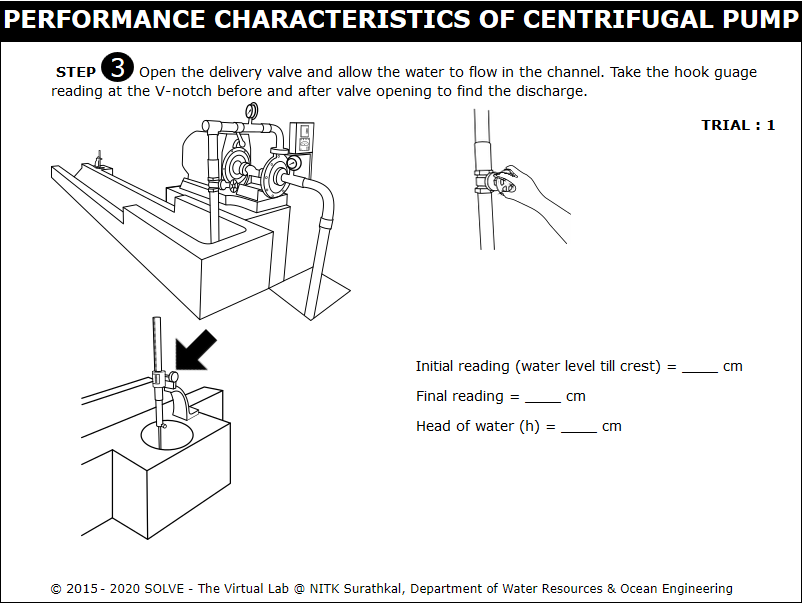 PERFORMANCE CHARACTERISTICS OF CENTRIFUGAL PUMP
STEP 3 Open the delivery valve and allow the water to flow in the channel. Take the hook guage
reading at the V-notch before and after valve opening to find the discharge.
TRIAL : 1
Initial reading (water level till crest) = _____ cm
Final reading = _____ cm
Head of water (h) = _____ cm
© 2015 - 2020 SOLVE - The Virtual Lab @ NITK Surathkal, Department of Water Resources & Ocean Engineering